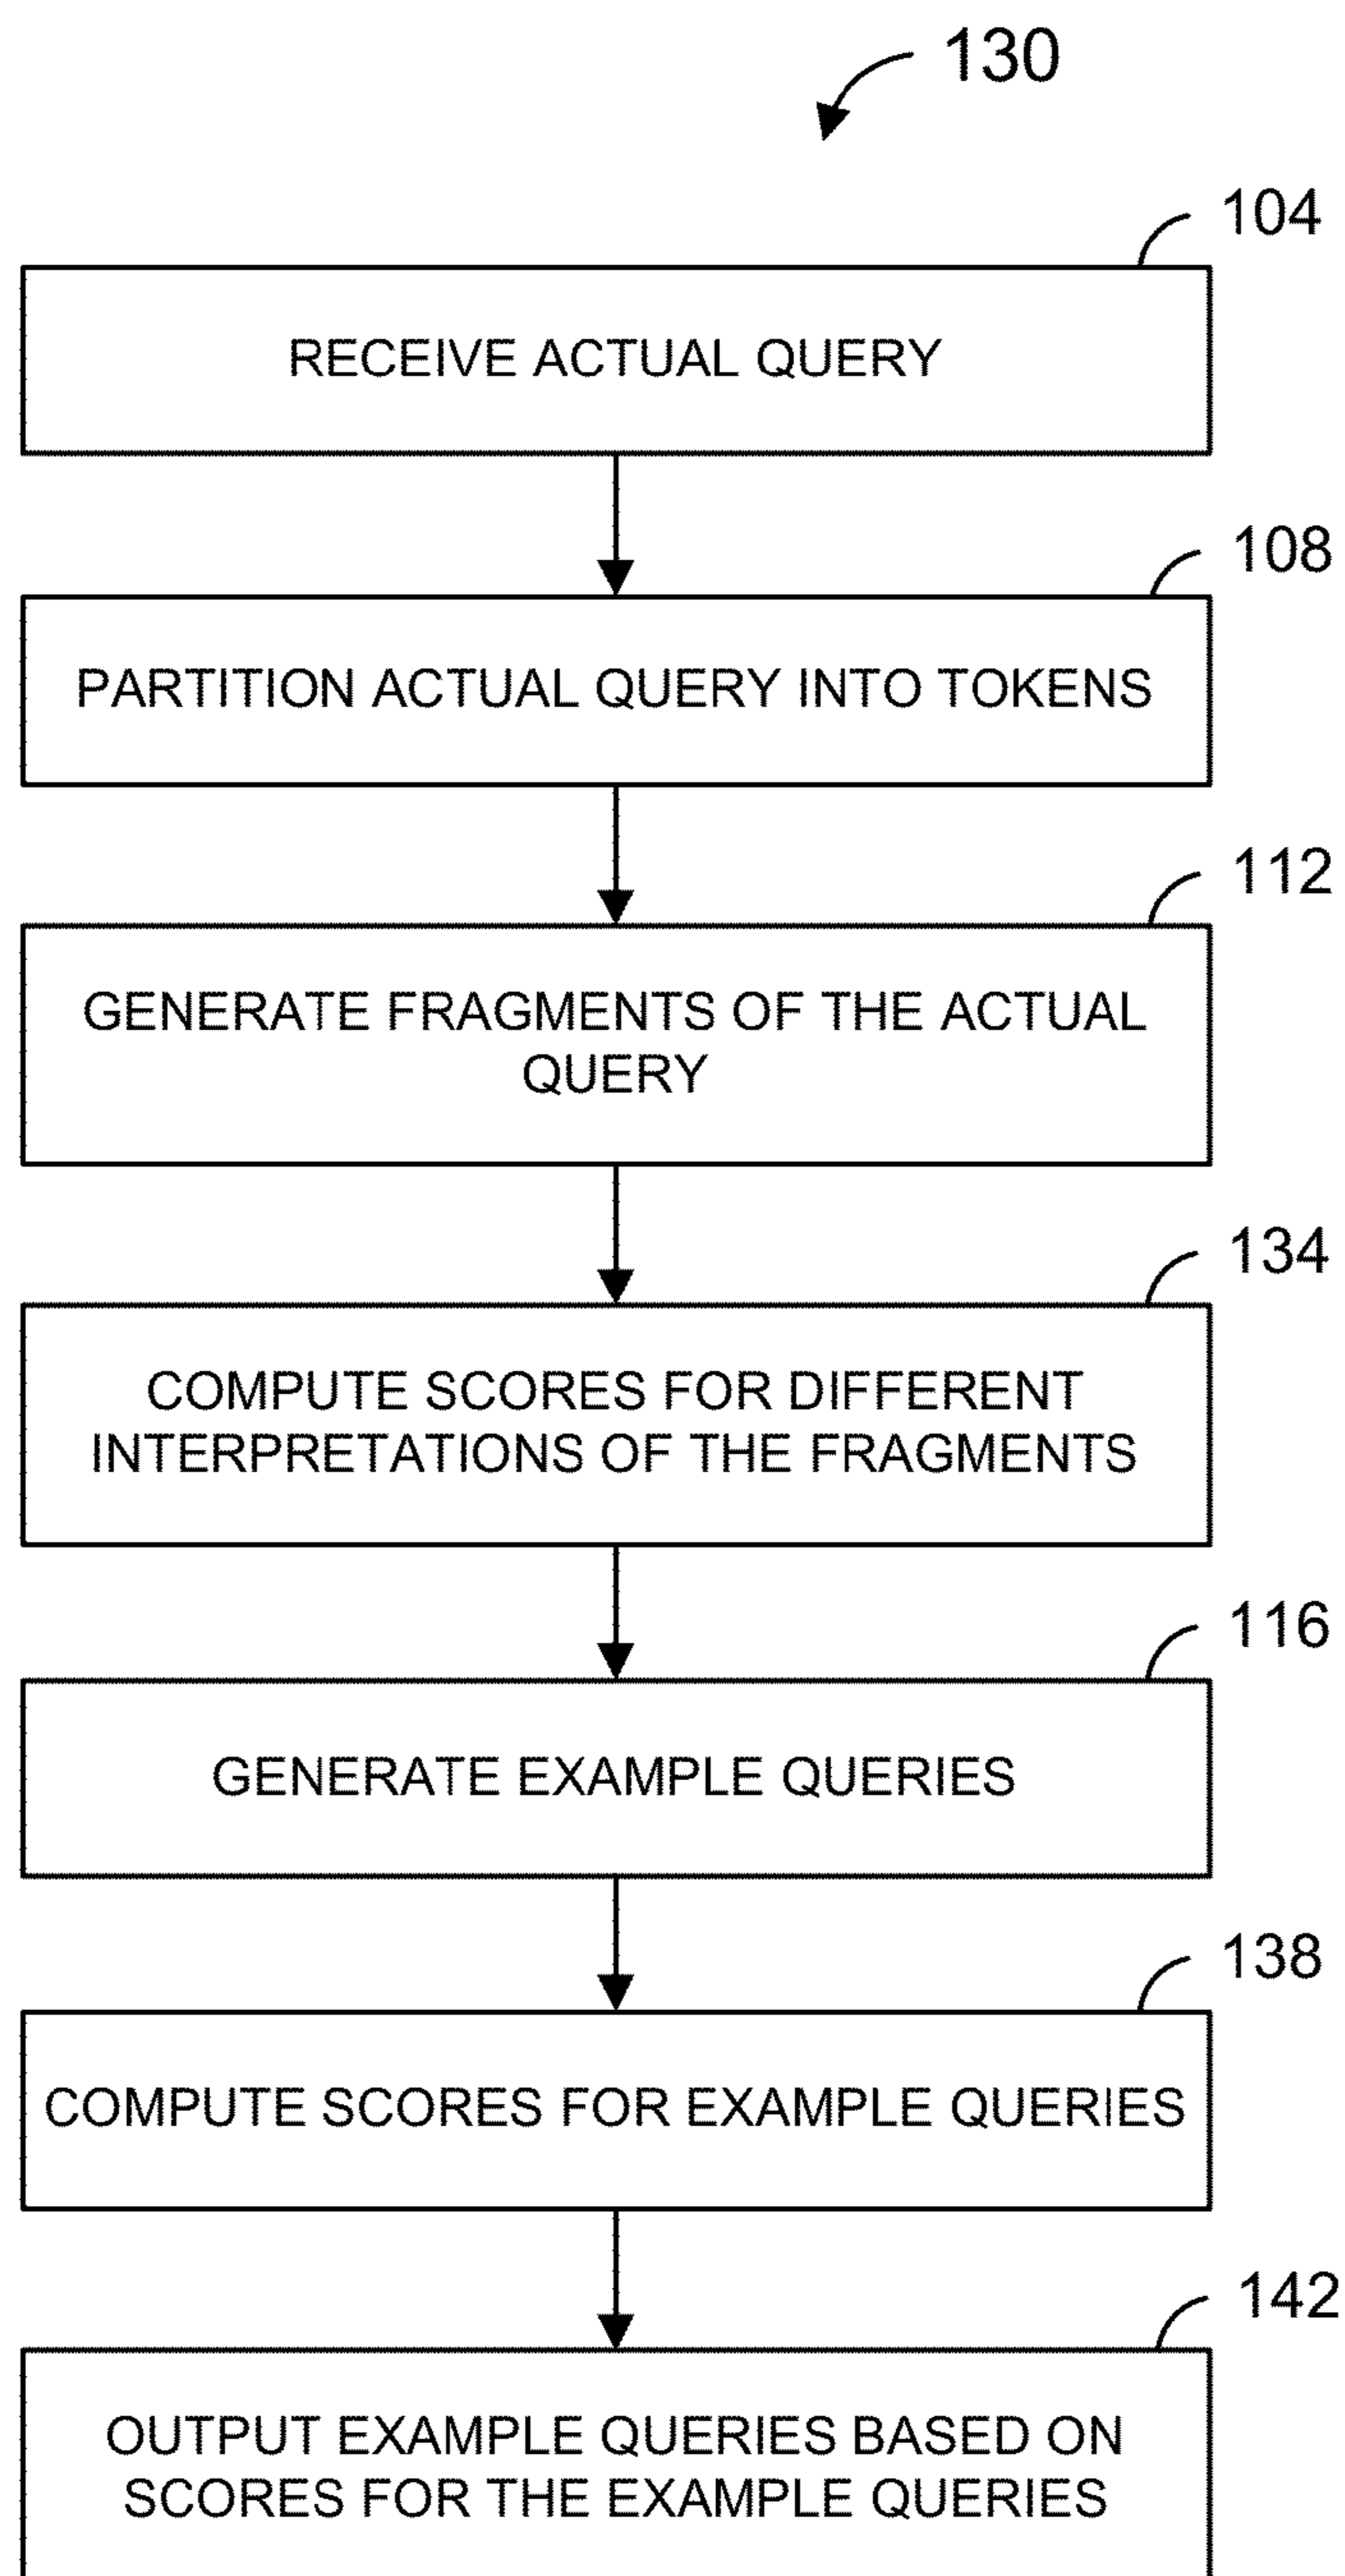 130
104
RECEIVE ACTUAL QUERY
108
PARTITION ACTUAL QUERY INTO TOKENS
112
GENERATE FRAGMENTS OF THE ACTUAL
QUERY
134
COMPUTE SCORES FOR DIFFERENT
INTERPRETATIONS OF THE FRAGMENTS
116
GENERATE EXAMPLE QUERIES
138
COMPUTE SCORES FOR EXAMPLE QUERIES
142
OUTPUT EXAMPLE QUERIES BASED ON
SCORES FOR THE EXAMPLE QUERIES